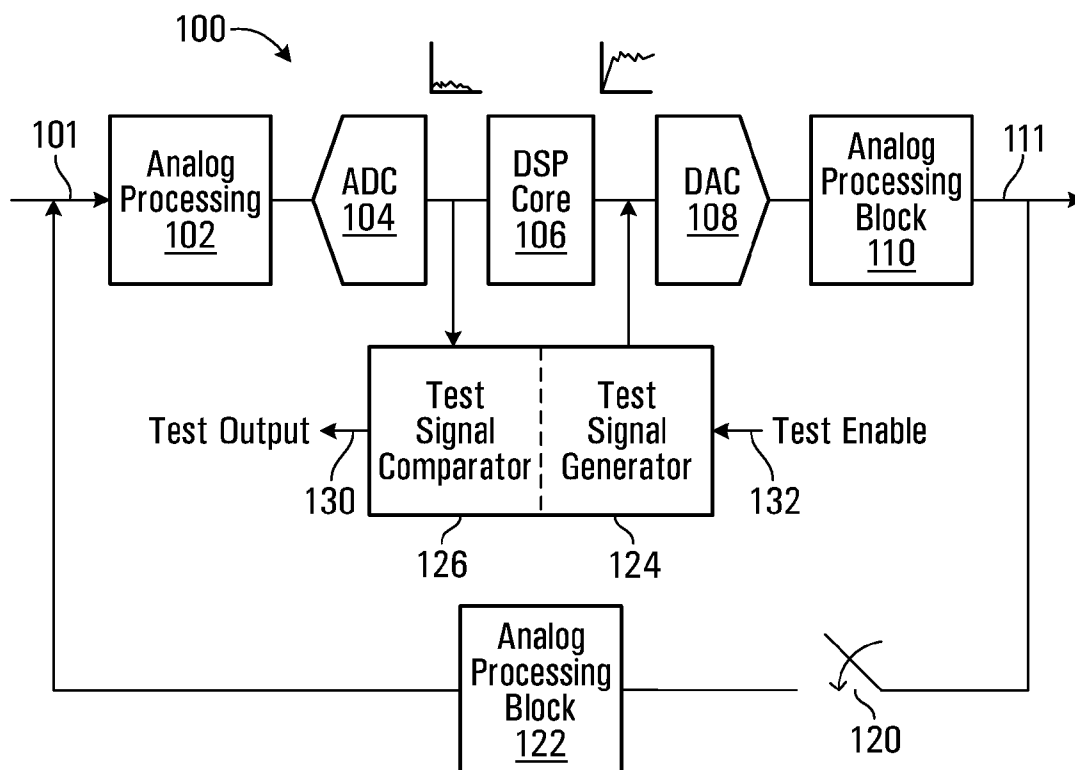 100
101
Analog
Processing
102
ADC
104
DSP
Core
106
DAC
108
Analog
Processing
Block
110
111
Test Output
130
Test
Signal
Comparator
126
Test
Signal
Generator
124
Test Enable
132
Analog
Processing
Block
122
120